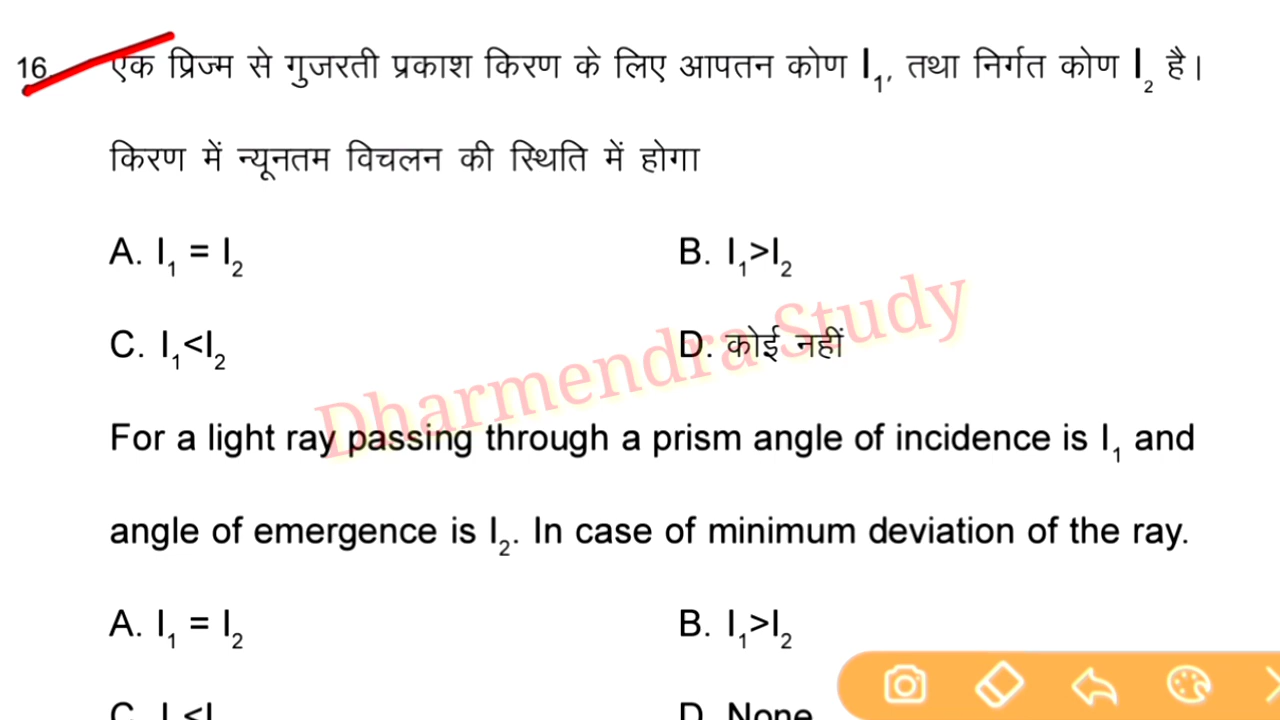 16 एक प्रिज्म से गुजरती प्रकाश किरण के लिए आपतन कोण I₁, तथा निर्गत कोण I₂ है।
किरण में न्यूनतम विचलन की स्थिति में होगा
A. I₁ = I₂ B. I₁>I₂
C. I₁<I₂ D. कोई नहीं
Dharmendra Study
For a light ray passing through a prism angle of incidence is I₁ and
angle of emergence is I₂. In case of minimum deviation of the ray.
A. I₁ = I₂ B. I₁>I₂
C. I <I D. None